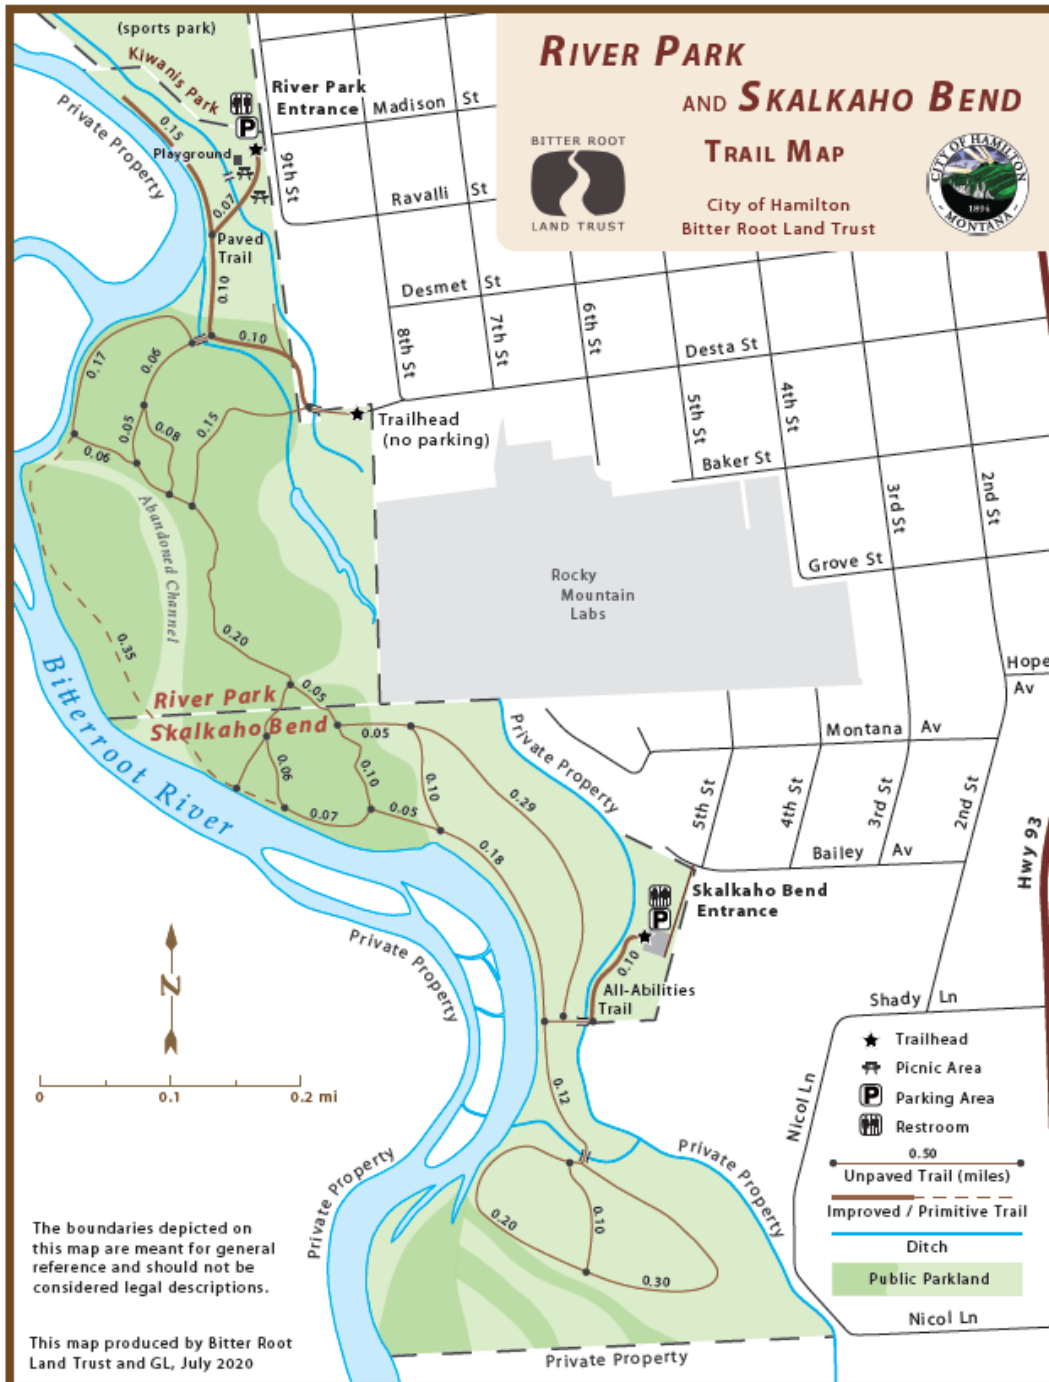 RIVER PARK
AND SKALKAHO BEND
TRAIL MAP
City of Hamilton
Bitter Root Land Trust
BITTER ROOT
LAND TRUST
CITY OF HAMILTON
1894
MONTANA
(sports park)
Kiwanis Park
River Park
Entrance
P
Madison St
Private Property
0.15
Playground
9th St
Ravalli St
0.07
Paved
Trail
0.10
Desmet St
0.10
8th St
7th St
6th St
Desta St
0.17
0.06
4th St
5th St
Trailhead
(no parking)
0.05
0.08
0.15
0.06
Baker St
3rd St
2nd St
Abandoned Channel
Grove St
Rocky
Mountain
Labs
0.20
0.35
Hope
Av
Bitterroot River
River Park
Skalkaho Bend
0.05
0.05
Private Property
Montana Av
0.06
0.10
0.10
0.29
0.07
0.05
0.18
5th St
4th St
3rd St
2nd St
Bailey Av
Hwy 93
Skalkaho Bend
Entrance
P
0.10
All-Abilities
Trail
Private Property
N
Shady Ln
0
0.1
0.2 mi
0.12
Nicol Ln
Trailhead
Picnic Area
P
Parking Area
Restroom
0.50
Unpaved Trail (miles)
Improved / Primitive Trail
Ditch
Public Parkland
Nicol Ln
Private Property
Private Property
0.20
0.10
0.30
The boundaries depicted on
this map are meant for general
reference and should not be
considered legal descriptions.
This map produced by Bitter Root
Land Trust and GL, July 2020
Private Property